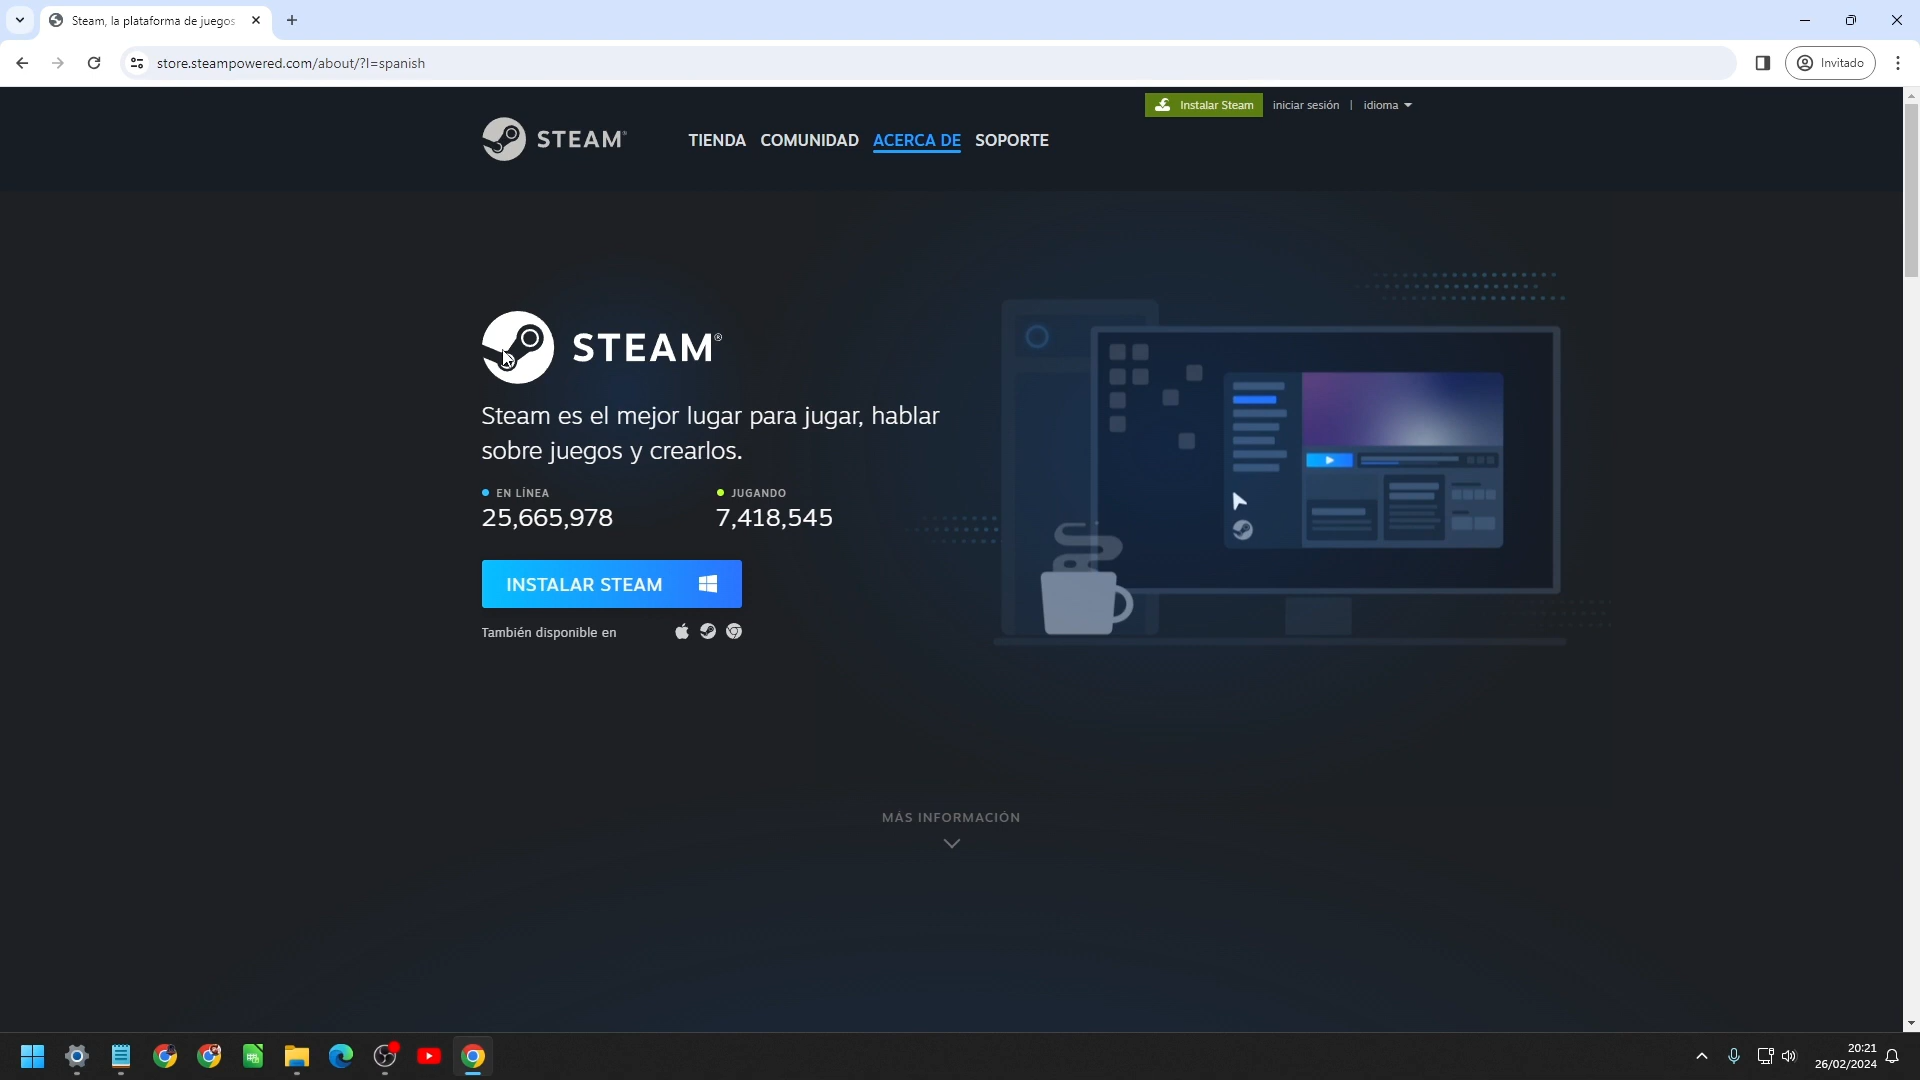 Steam, la plataforma de juegos
store.steampowered.com/about/?l=spanish
Invitado
Instalar Steam
iniciar sesión | idioma
STEAM®
TIENDA COMUNIDAD ACERCA DE SOPORTE
STEAM®
Steam es el mejor lugar para jugar, hablar
sobre juegos y crearlos.
EN LÍNEA
JUGANDO
25,665,978
7,418,545
INSTALAR STEAM
También disponible en
MÁS INFORMACIÓN
20:21
26/02/2024